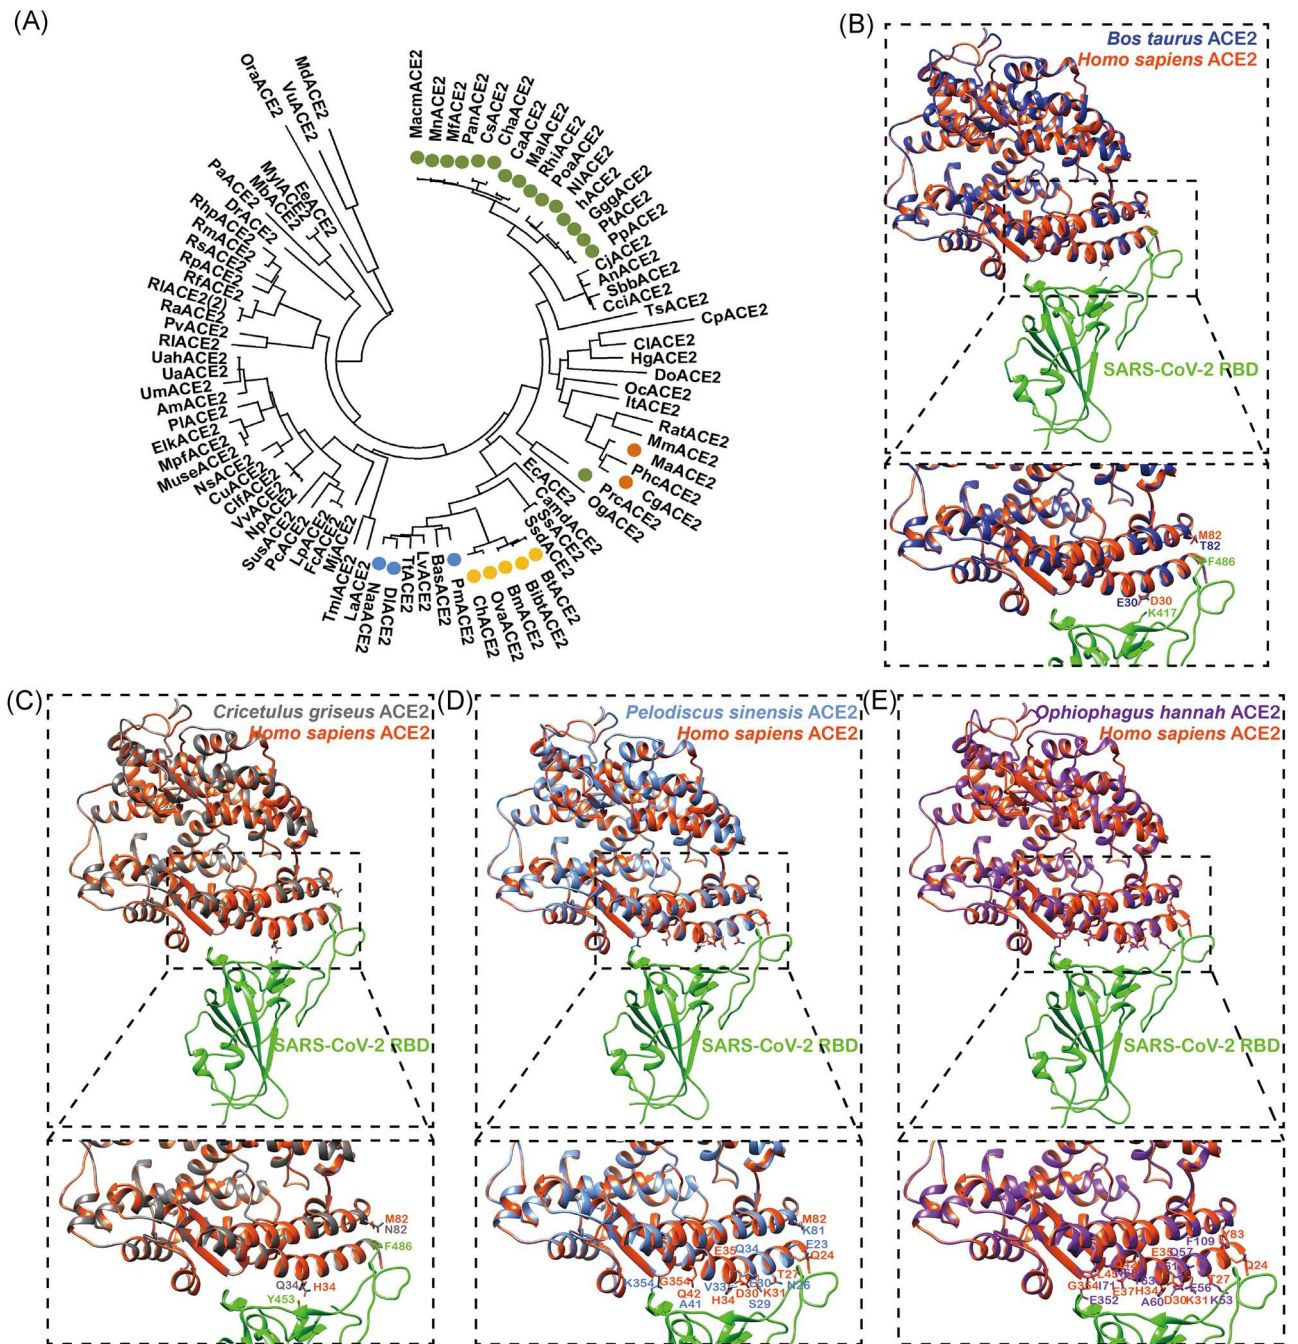 (A)
OraACE2
VuACE2
MdACE2
PaACE2
MbACE2
MylACE2
EeACE2
DrACE2
RhpACE2
RmACE2
RsACE2
RpACE2
RfACE2
RlACE2(2)
RaACE2
PvACE2
RlACE2
UahACE2
UaACE2
UmACE2
AmACE2
PlACE2
ElkACE2
MpfACE2
MuseACE2
NsACE2
CuACE2
ClfACE2
VvACE2
NpACE2
SusACE2
PcACE2
LpACE2
FcACE2
MjACE2
TmlACE2
LaACE2
NaaACE2
DlACE2
TtACE2
LvACE2
BasACE2
PmACE2
ChACE2
OvaACE2
BmACE2
BibtACE2
BtACE2
SsdACE2
SsACE2
CamdACE2
EcACE2
OgACE2
PrcACE2
CgACE2
PhcACE2
MaACE2
MmACE2
RatACE2
ItACE2
OcACE2
DoACE2
HgACE2
ClACE2
CpACE2
TsACE2
CciACE2
SbbACE2
AnACE2
CjACE2
PpACE2
PtACE2
GggACE2
hACE2
NlACE2
PoaACE2
RhiACE2
MalACE2
CaACE2
ChaACE2
CsACE2
PanACE2
MfACE2
MnACE2
MacmACE2
(B)
Bos taurus ACE2
Homo sapiens ACE2
SARS-CoV-2 RBD
M82
T82
F486
E30 D30
K417
(C)
Cricetulus griseus ACE2
Homo sapiens ACE2
SARS-CoV-2 RBD
M82
N82
F486
Q34 H34
Y453
(D)
Pelodiscus sinensis ACE2
Homo sapiens ACE2
SARS-CoV-2 RBD
M82
K81
E35 Q34 E23
Q24
K354 G354 V33 E30 T27 N26
Q42 H34 D30 K31
A41 S29
(E)
Ophiophagus hannah ACE2
Homo sapiens ACE2
SARS-CoV-2 RBD
Y83
F109
E35 Q57 Q24
L45
G354 I71 E37 H34 E56 T27
E352 A60 D30 K31 K53